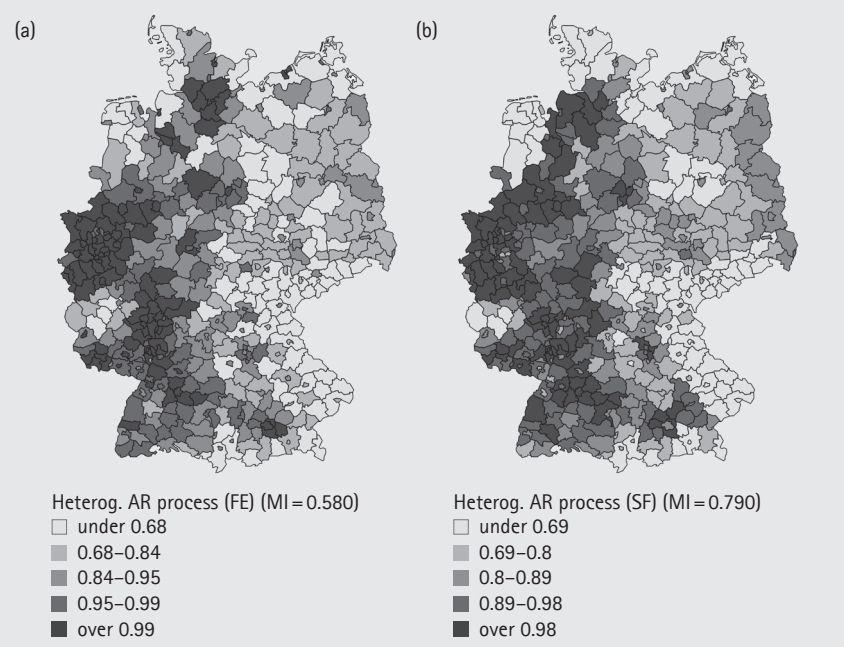 (a)
(b)
Heterog. AR process (FE) (MI = 0.580)
under 0.68
0.68–0.84
0.84–0.95
0.95–0.99
over 0.99
Heterog. AR process (SF) (MI = 0.790)
under 0.69
0.69–0.8
0.8–0.89
0.89–0.98
over 0.98